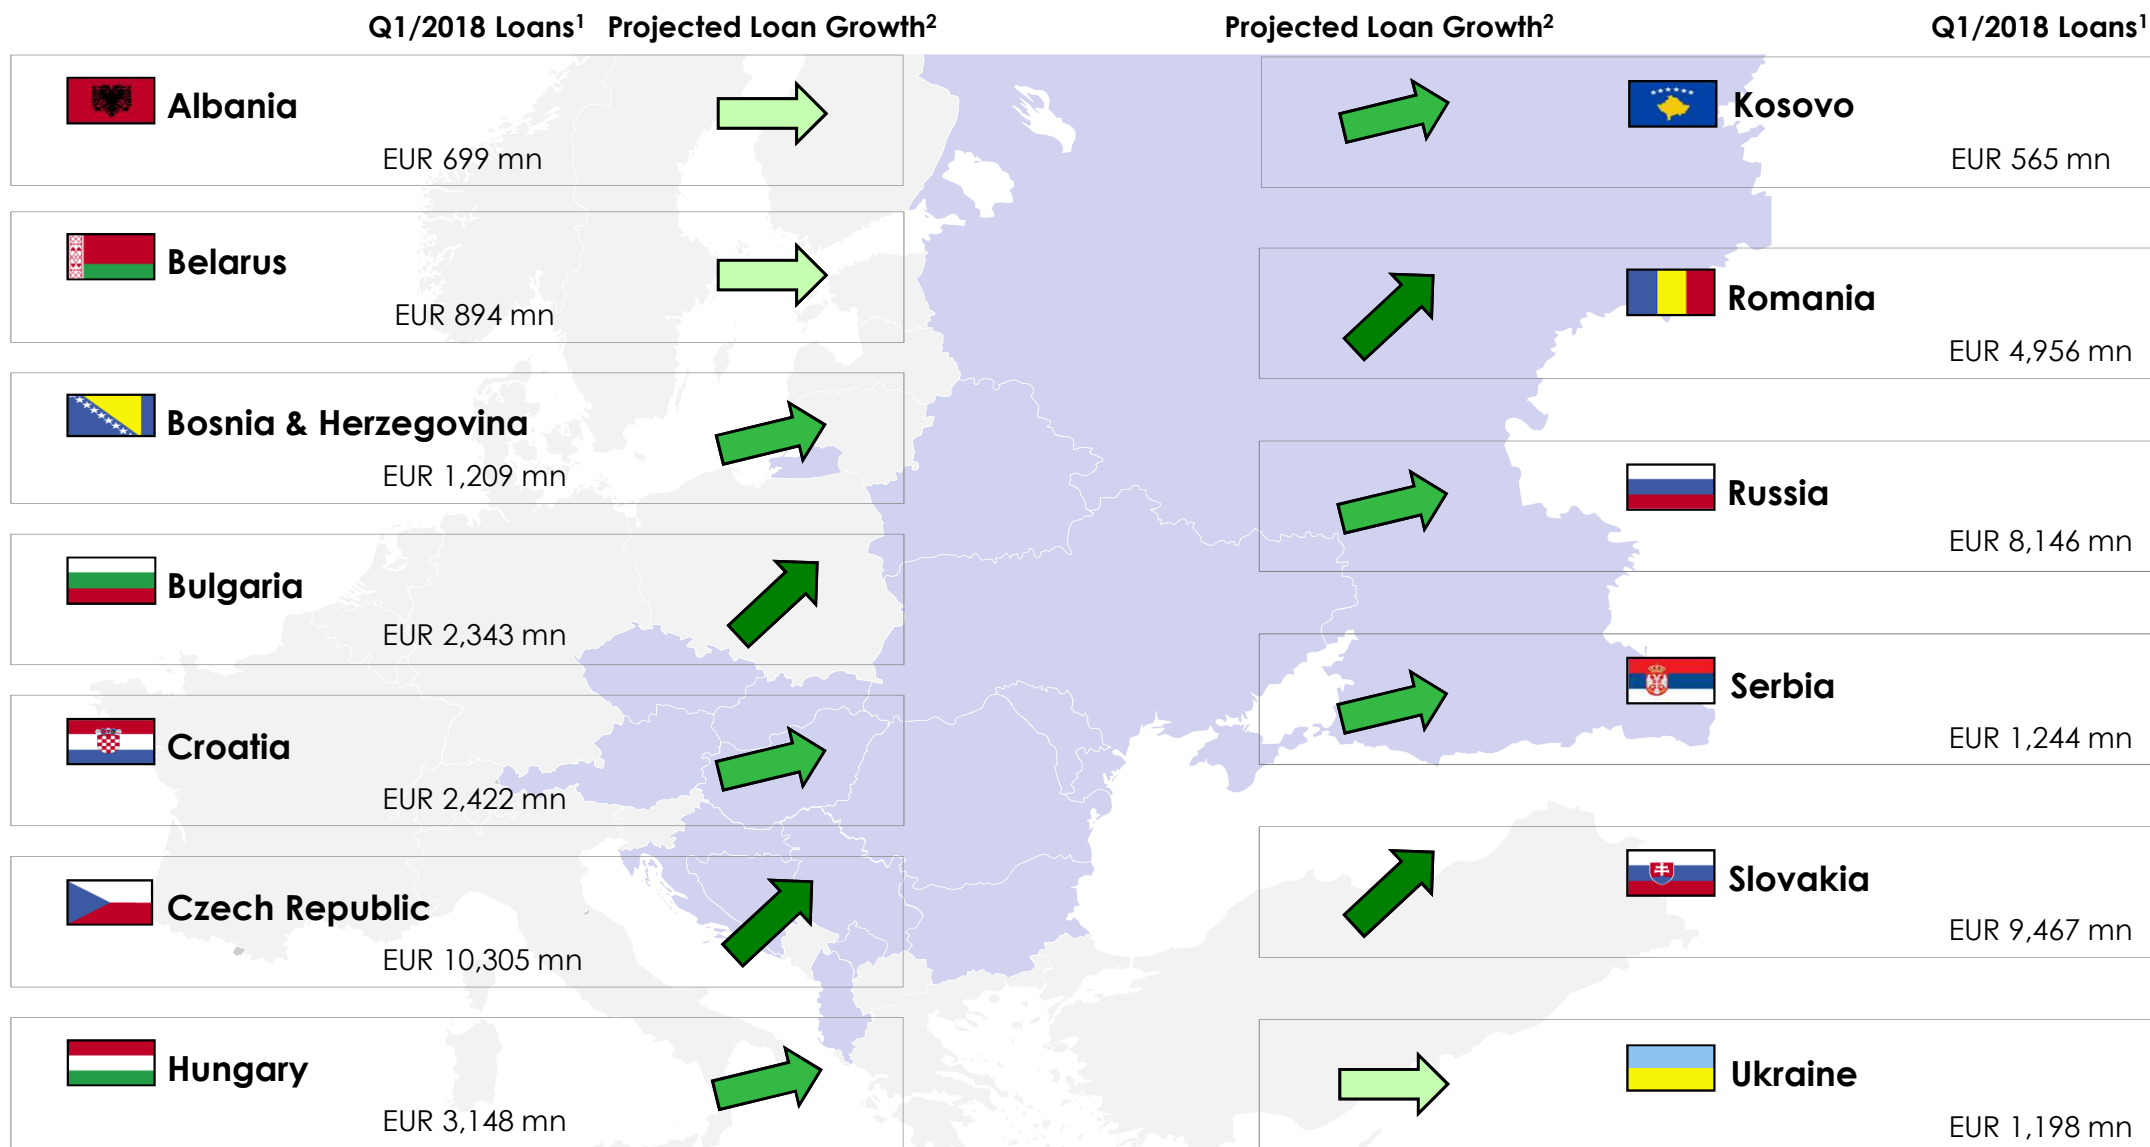 Q1/2018 Loans¹ Projected Loan Growth²
Albania
EUR 699 mn
Belarus
EUR 894 mn
Bosnia & Herzegovina
EUR 1,209 mn
Bulgaria
EUR 2,343 mn
Croatia
EUR 2,422 mn
Czech Republic
EUR 10,305 mn
Hungary
EUR 3,148 mn
Projected Loan Growth² Q1/2018 Loans¹
Kosovo
EUR 565 mn
Romania
EUR 4,956 mn
Russia
EUR 8,146 mn
Serbia
EUR 1,244 mn
Slovakia
EUR 9,467 mn
Ukraine
EUR 1,198 mn